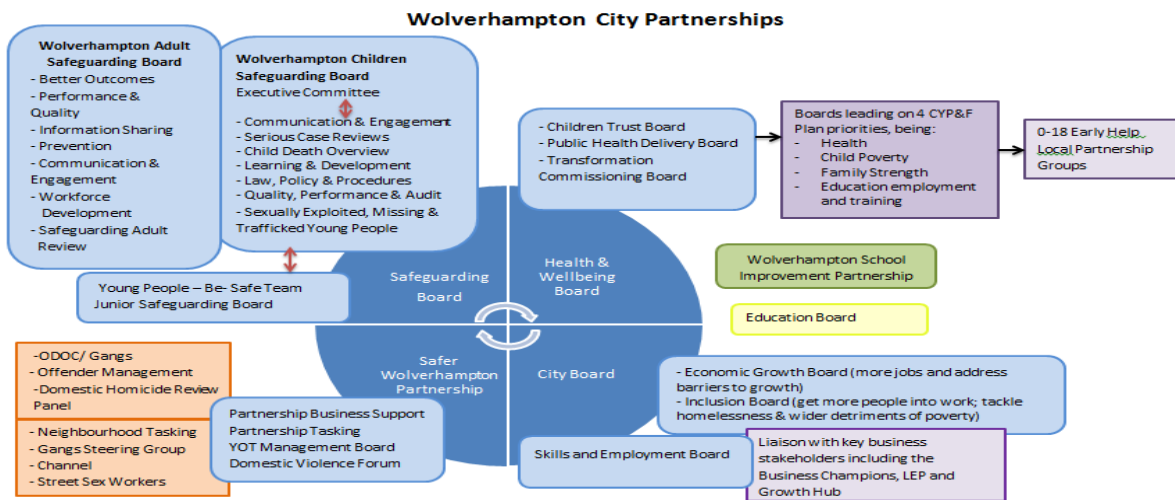 Wolverhampton City Partnerships
Wolverhampton Adult
Safeguarding Board
- Better Outcomes
- Performance &
Quality
- Information Sharing
- Prevention
- Communication &
Engagement
- Workforce
Development
- Safeguarding Adult
Review
Wolverhampton Children
Safeguarding Board
Executive Committee
- Communication & Engagement
- Serious Case Reviews
- Child Death Overview
- Learning & Development
- Law, Policy & Procedures
- Quality, Performance & Audit
- Sexually Exploited, Missing &
Trafficked Young People
Young People – Be- Safe Team
Junior Safeguarding Board
- Children Trust Board
- Public Health Delivery Board
- Transformation
Commissioning Board
Boards leading on 4 CYP&F
Plan priorities, being:
- Health
- Child Poverty
- Family Strength
- Education employment
and training
0-18 Early Help
Local Partnership
Groups
Safeguarding
Board
Health &
Wellbeing
Board
Safer
Wolverhampton
Partnership
City Board
Wolverhampton School
Improvement Partnership
Education Board
-ODOC/ Gangs
- Offender Management
-Domestic Homicide Review
Panel
- Neighbourhood Tasking
- Gangs Steering Group
- Channel
- Street Sex Workers
Partnership Business Support
Partnership Tasking
YOT Management Board
Domestic Violence Forum
- Economic Growth Board (more jobs and address
barriers to growth)
- Inclusion Board (get more people into work; tackle
homelessness & wider detriments of poverty)
Skills and Employment Board
Liaison with key business
stakeholders including the
Business Champions, LEP and
Growth Hub